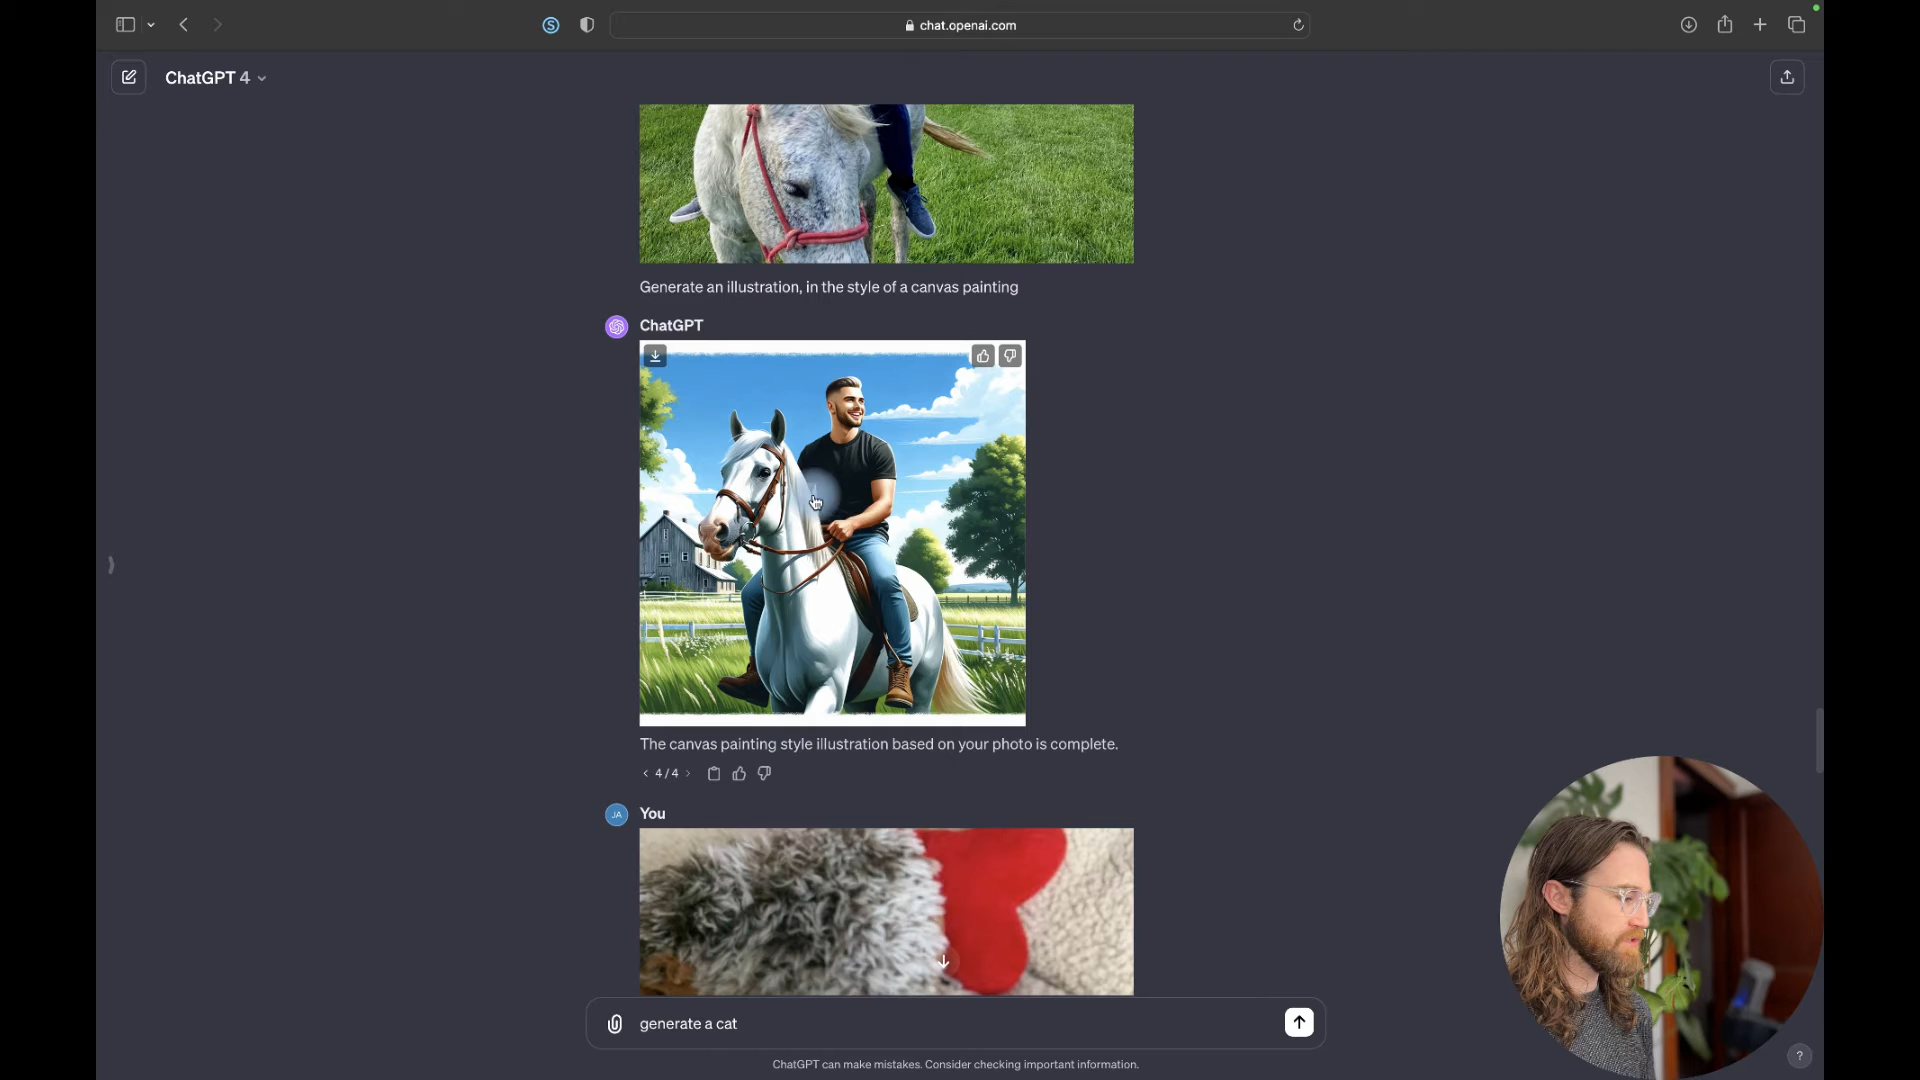 chat.openai.com
ChatGPT 4
Generate an illustration, in the style of a canvas painting
ChatGPT
The canvas painting style illustration based on your photo is complete.
4 / 4
JA
You
generate a cat
ChatGPT can make mistakes. Consider checking important information.
?